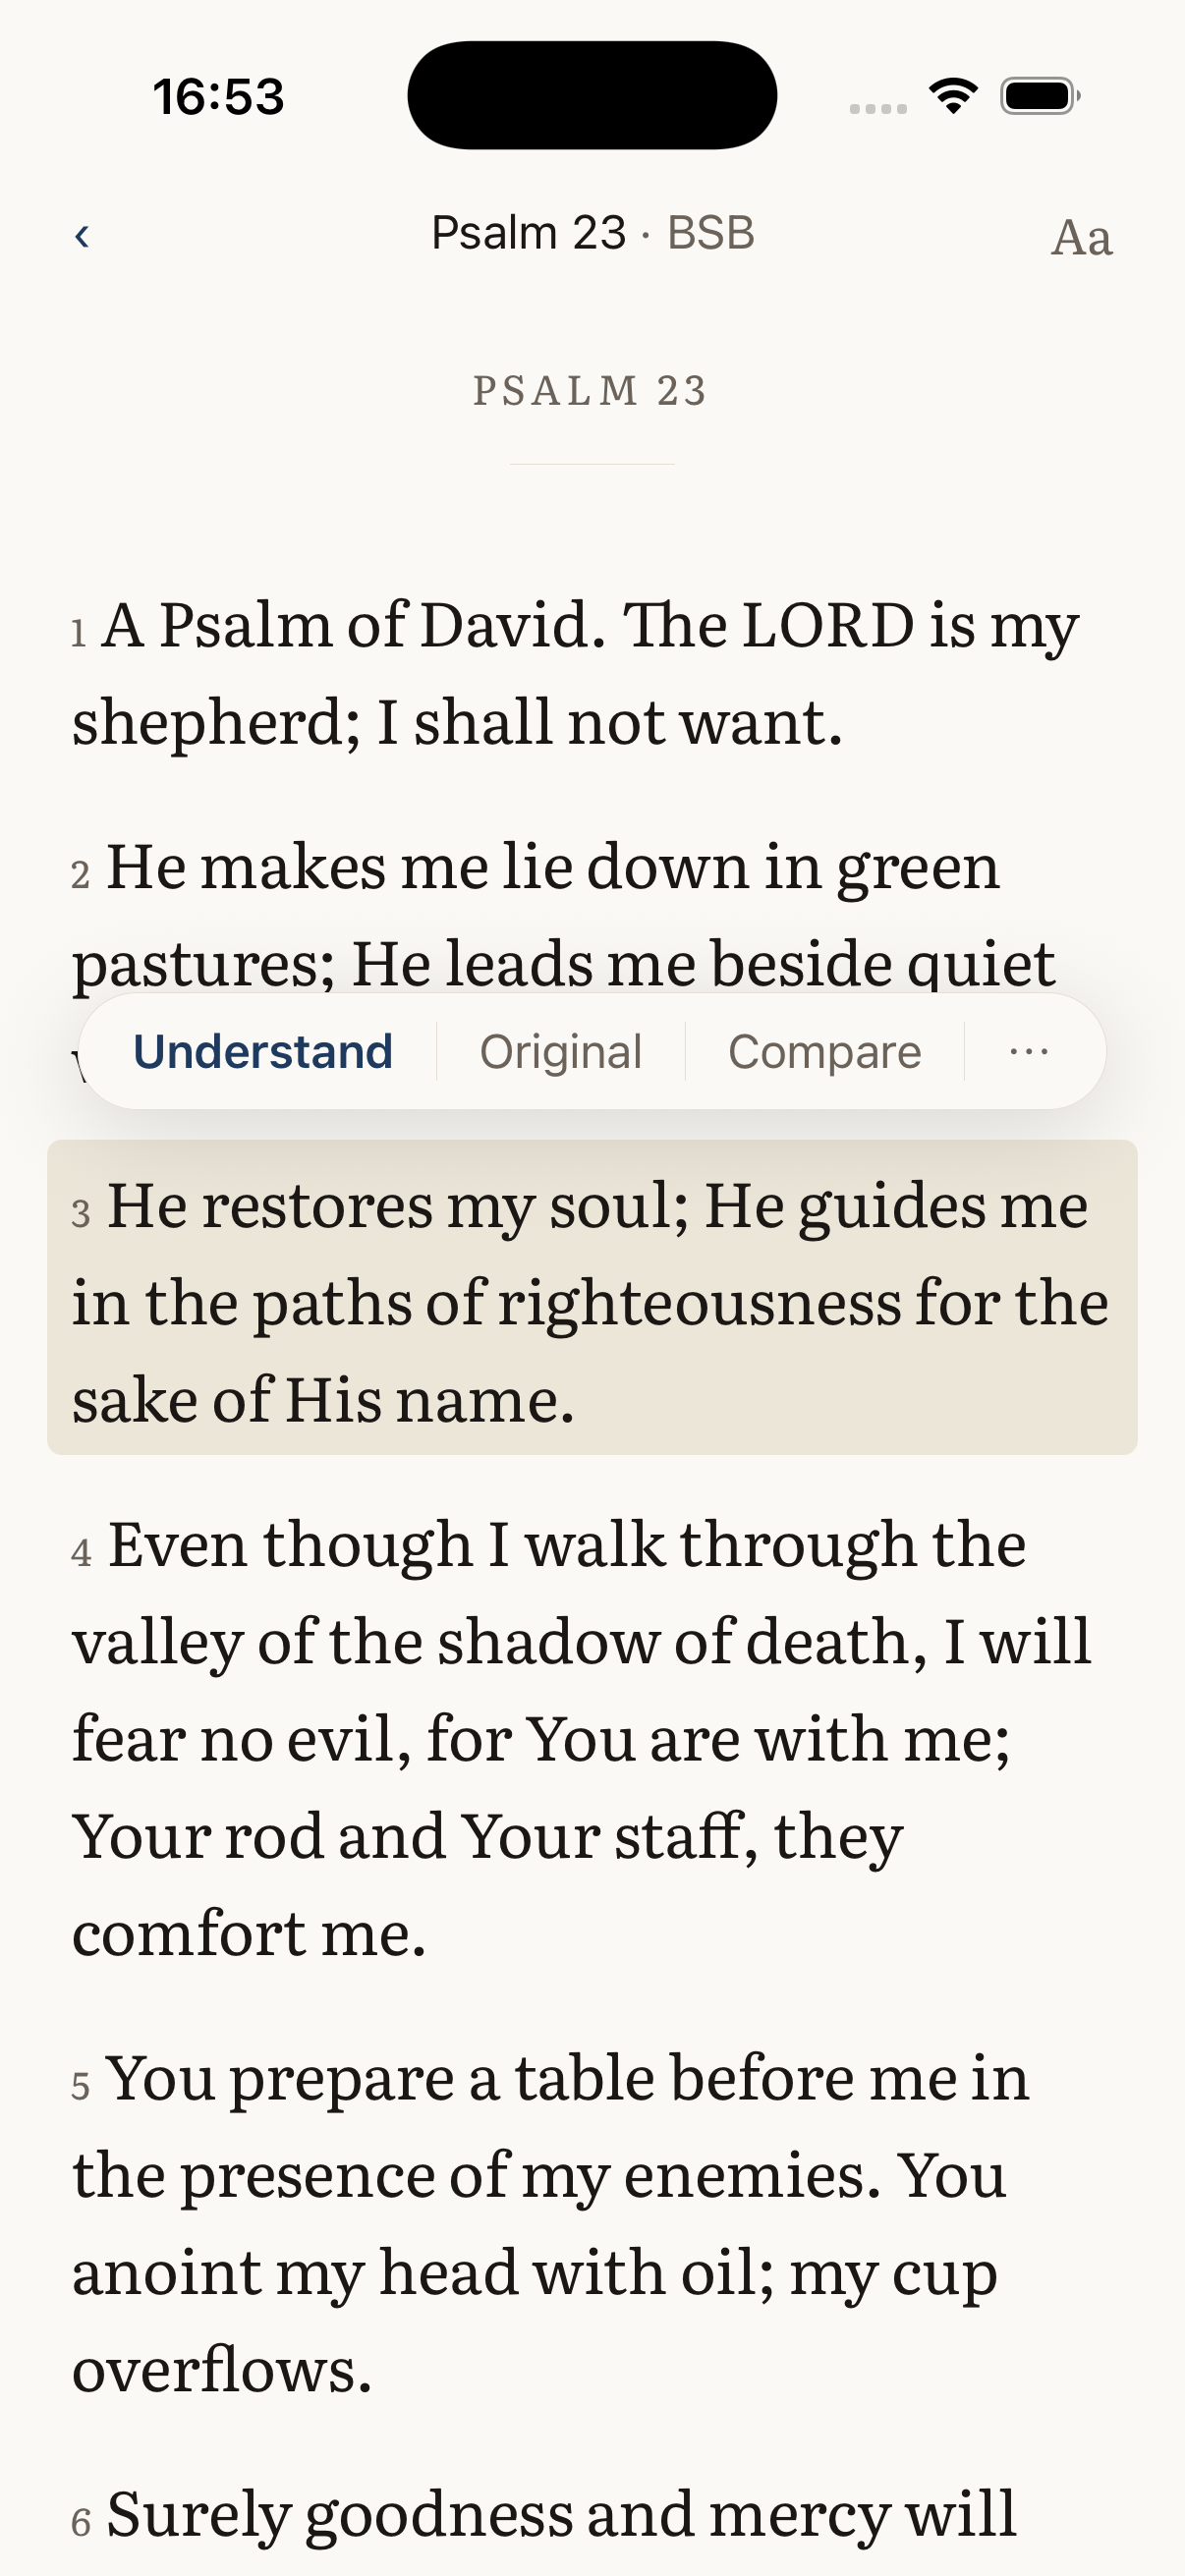 16:53
‹ Psalm 23 · BSB Aa
PSALM 23
1 A Psalm of David. The LORD is my
shepherd; I shall not want.
2 He makes me lie down in green
pastures; He leads me beside quiet
Understand Original Compare ···
3 He restores my soul; He guides me
in the paths of righteousness for the
sake of His name.
4 Even though I walk through the
valley of the shadow of death, I will
fear no evil, for You are with me;
Your rod and Your staff, they
comfort me.
5 You prepare a table before me in
the presence of my enemies. You
anoint my head with oil; my cup
overflows.
6 Surely goodness and mercy will